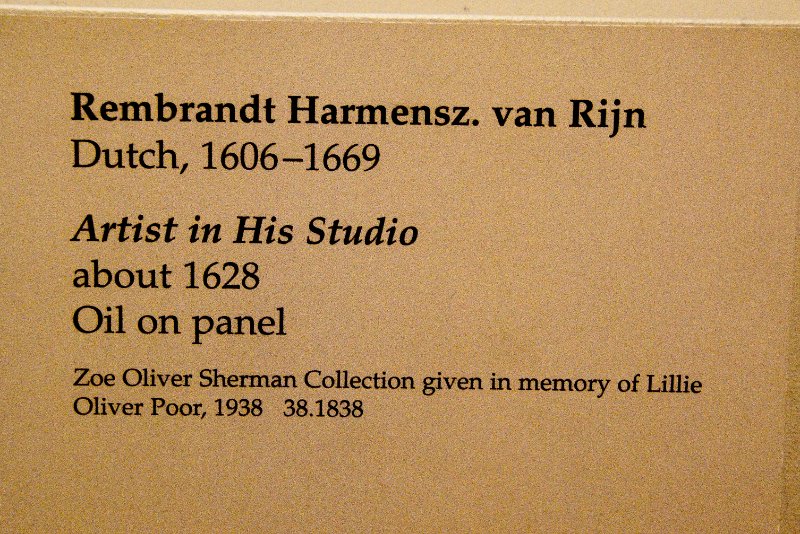 Rembrandt Harmensz. van Rijn
Dutch, 1606–1669
Artist in His Studio
about 1628
Oil on panel
Zoe Oliver Sherman Collection given in memory of Lillie
Oliver Poor, 1938 38.1838